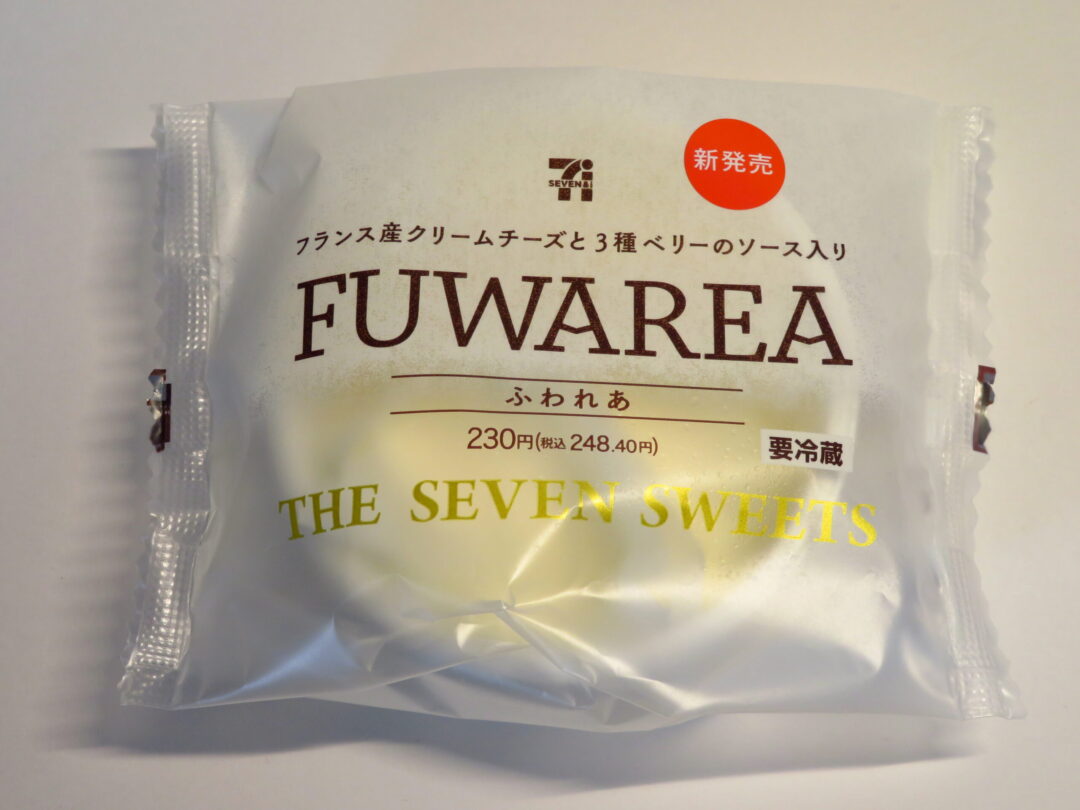 新発売
SEVEN&i
フランス産クリームチーズと3種ベリーのソース入り
FUWAREA
ふわれあ
230円(税込 248.40円)
要冷蔵
THE SEVEN SWEETS